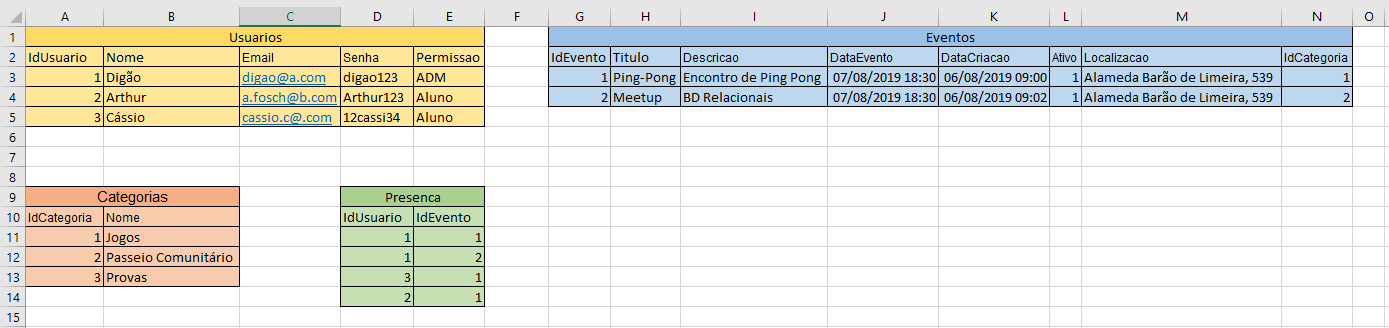 A B C D E F G H I J K L M N O
1 Usuarios Eventos
2 IdUsuario Nome Email Senha Permissao IdEvento Titulo Descricao DataEvento DataCriacao Ativo Localizacao IdCategoria
3 1 Digão digao@a.com digao123 ADM 1 Ping-Pong Encontro de Ping Pong 07/08/2019 18:30 06/08/2019 09:00 1 Alameda Barão de Limeira, 539 1
4 2 Arthur a.fosch@b.com Arthur123 Aluno 2 Meetup BD Relacionais 07/08/2019 18:30 06/08/2019 09:02 1 Alameda Barão de Limeira, 539 2
5 3 Cássio cassio.c@.com 12cassi34 Aluno
6
7
8
9 Categorias Presenca
10 IdCategoria Nome IdUsuario IdEvento
11 1 Jogos 1 1
12 2 Passeio Comunitário 1 2
13 3 Provas 3 1
14 2 1
15